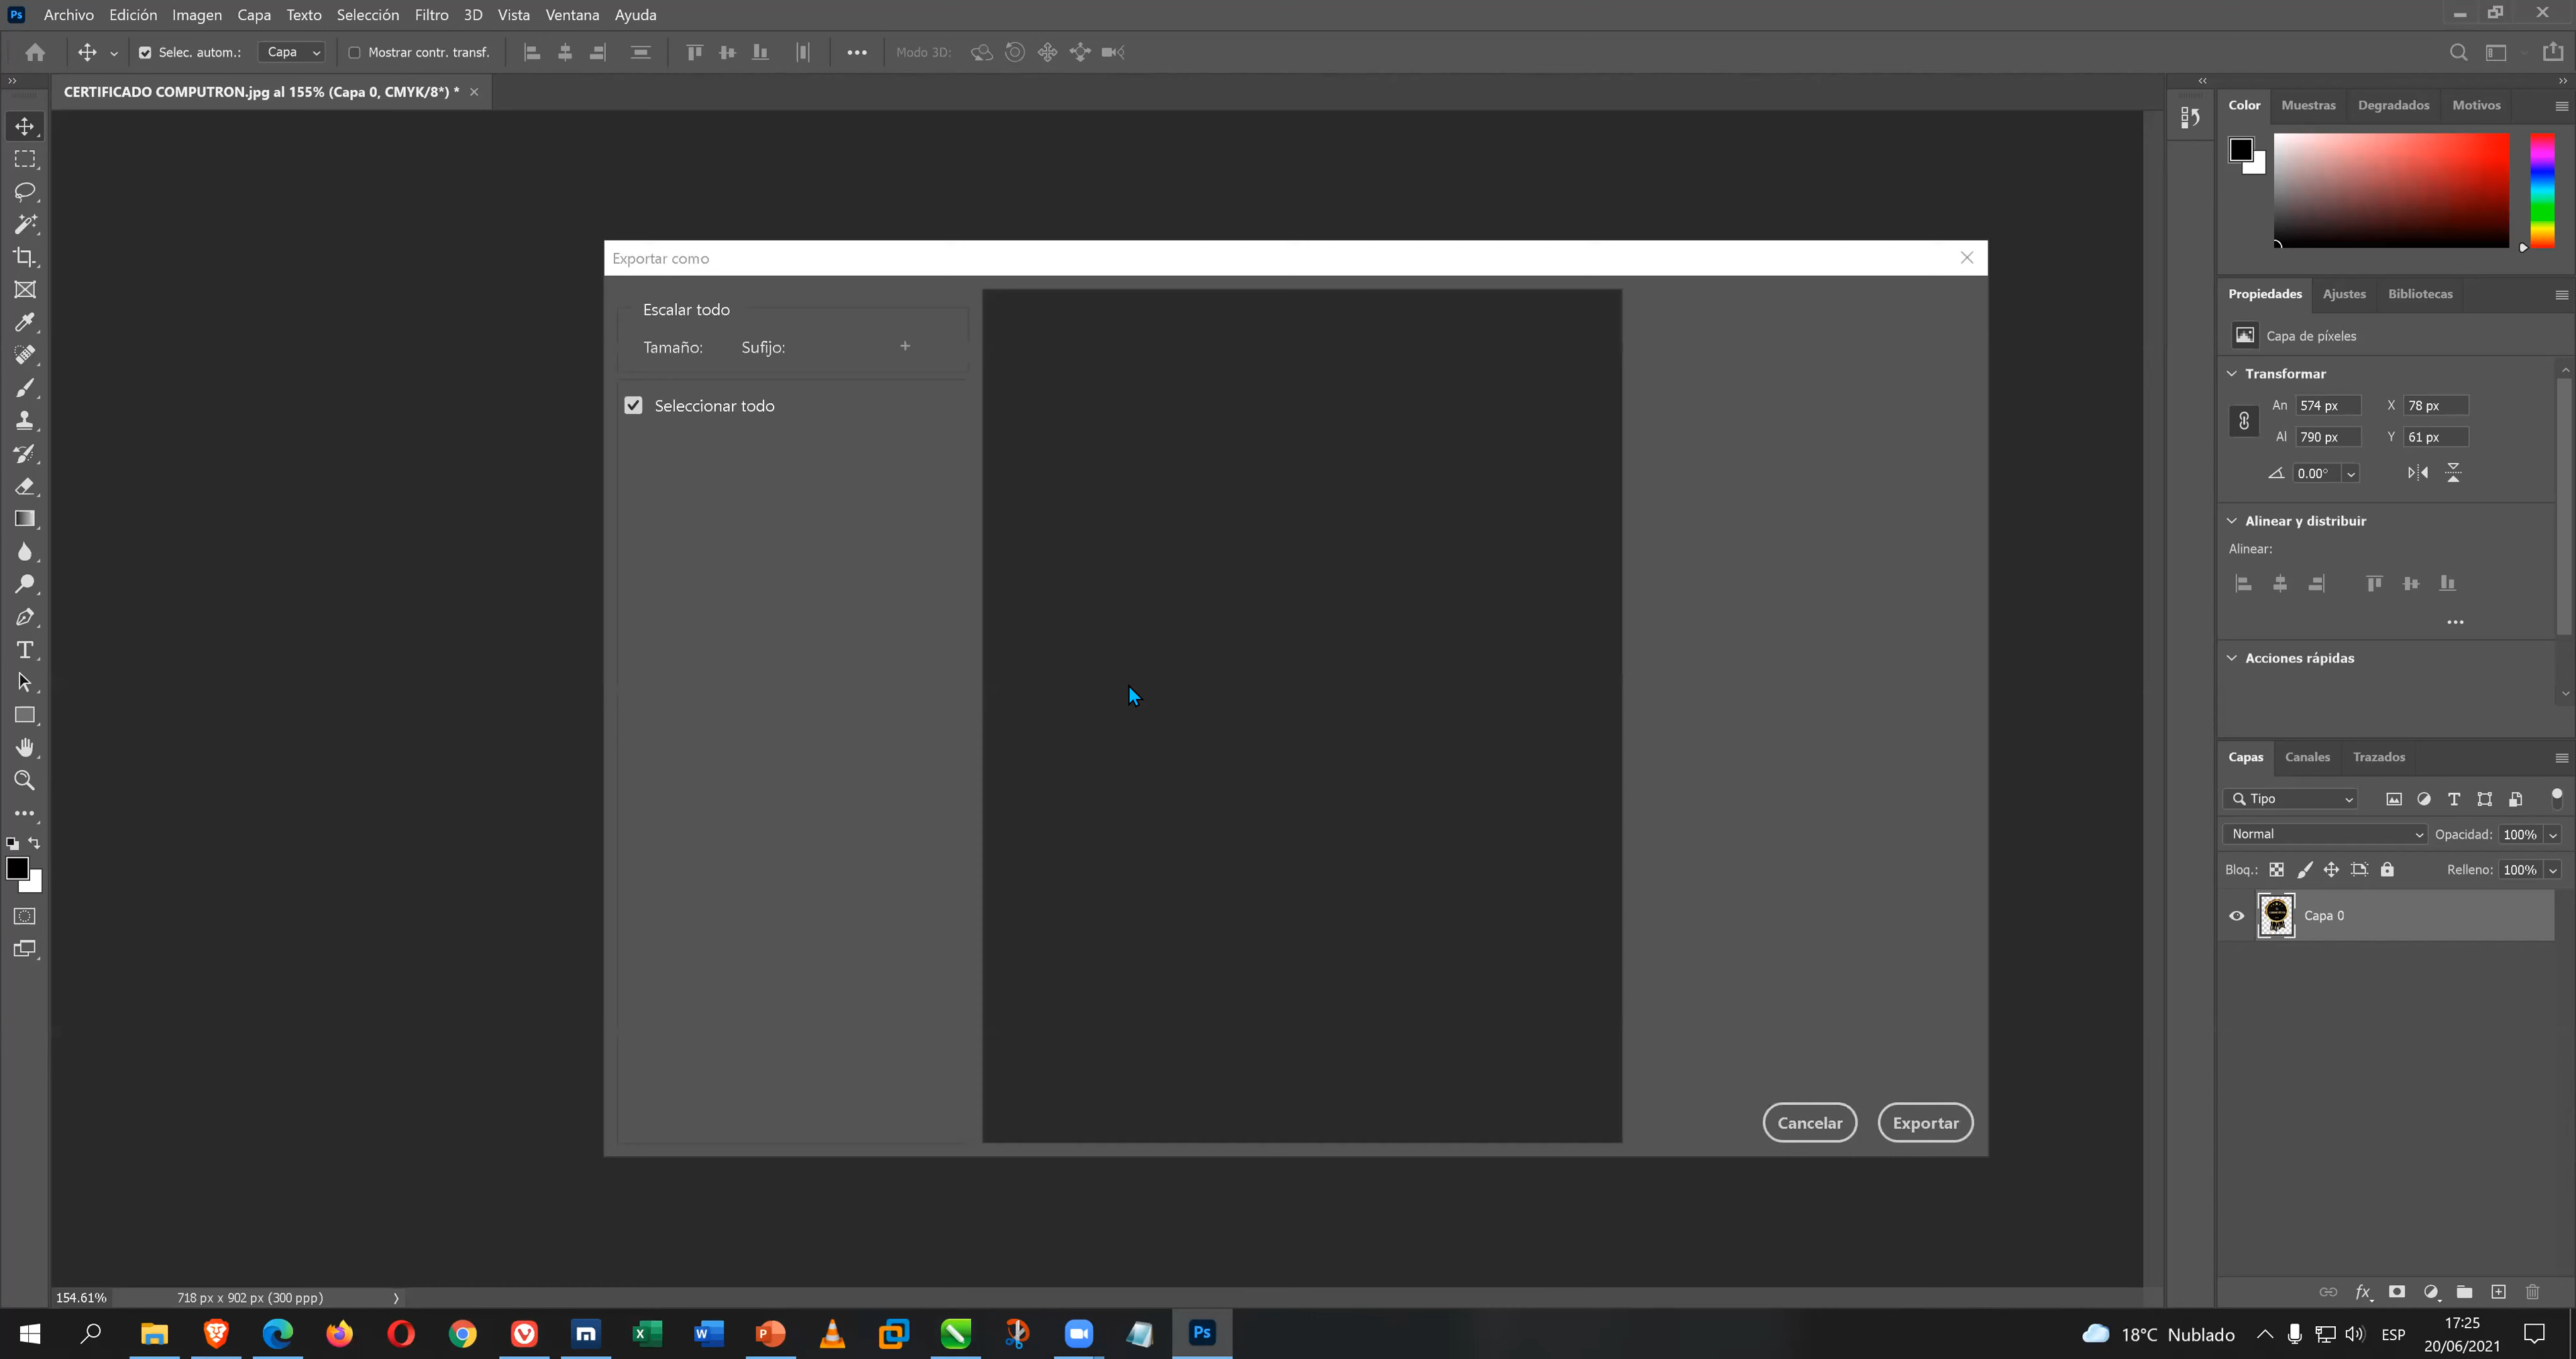 Ps Archivo Edición Imagen Capa Texto Selección Filtro 3D Vista Ventana Ayuda
Selec. autom.: Capa Mostrar contr. transf. Modo 3D:
CERTIFICADO COMPUTRON.jpg al 155% (Capa 0, CMYK/8*) *
Color Muestras Degradados Motivos
Exportar como
Escalar todo
Tamaño: Sufijo: +
Seleccionar todo
Cancelar Exportar
Propiedades Ajustes Bibliotecas
Capa de píxeles
Transformar
An 574 px X 78 px
Al 790 px Y 61 px
0.00°
Alinear y distribuir
Alinear:
Acciones rápidas
Capas Canales Trazados
Tipo
Normal Opacidad: 100%
Bloq.: Relleno: 100%
Capa 0
fx
154.61% 718 px x 902 px (300 ppp)
Ps
18°C Nublado ESP 17:25
20/06/2021